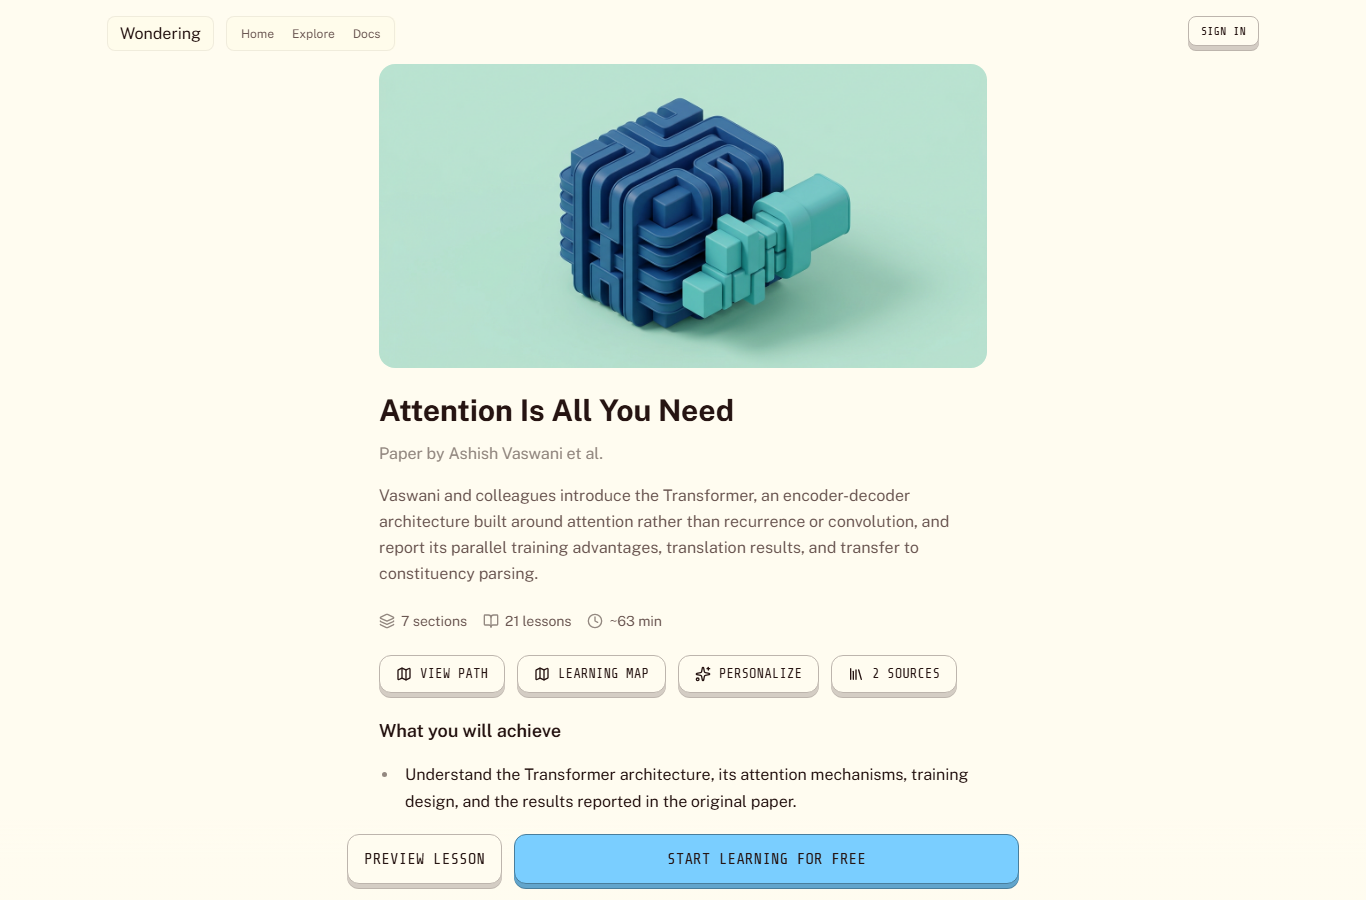 Wondering
Home Explore Docs
SIGN IN
Attention Is All You Need
Paper by Ashish Vaswani et al.
Vaswani and colleagues introduce the Transformer, an encoder-decoder
architecture built around attention rather than recurrence or convolution, and
report its parallel training advantages, translation results, and transfer to
constituency parsing.
7 sections 21 lessons ~63 min
VIEW PATH LEARNING MAP PERSONALIZE 2 SOURCES
What you will achieve
• Understand the Transformer architecture, its attention mechanisms, training
design, and the results reported in the original paper.
PREVIEW LESSON START LEARNING FOR FREE